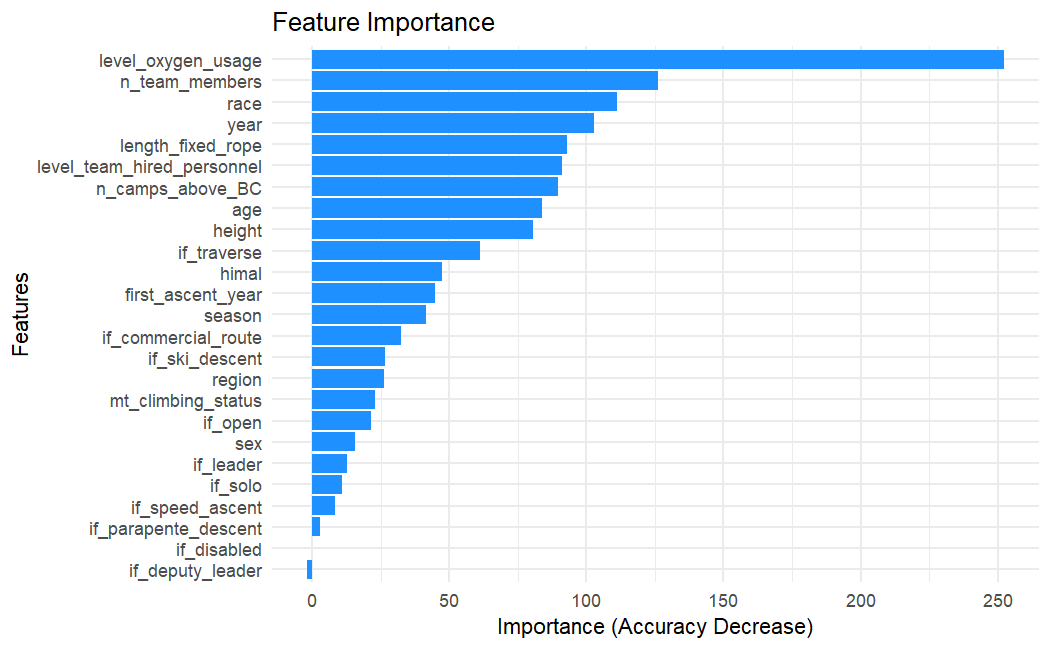 Feature Importance
level_oxygen_usage
n_team_members
race
year
length_fixed_rope
level_team_hired_personnel
n_camps_above_BC
age
height
if_traverse
himal
first_ascent_year
season
if_commercial_route
if_ski_descent
region
mt_climbing_status
if_open
sex
if_leader
if_solo
if_speed_ascent
if_parapente_descent
if_disabled
if_deputy_leader
Features
0 50 100 150 200 250
Importance (Accuracy Decrease)